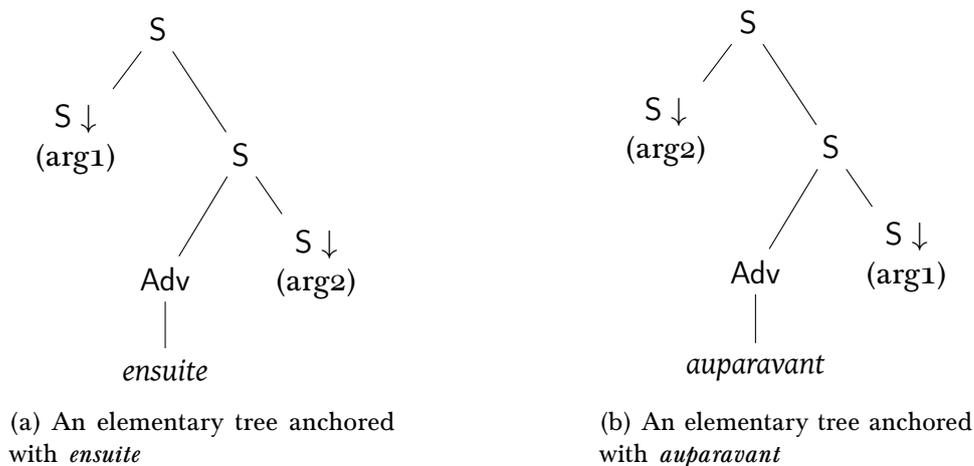 S
S
S ↓
S ↓
(arg1)
(arg2)
S
S
S ↓
S ↓
Adv
(arg2)
Adv
(arg1)
ensuite
auparavant
(a) An elementary tree anchored
with ensuite
(b) An elementary tree anchored
with auparavant